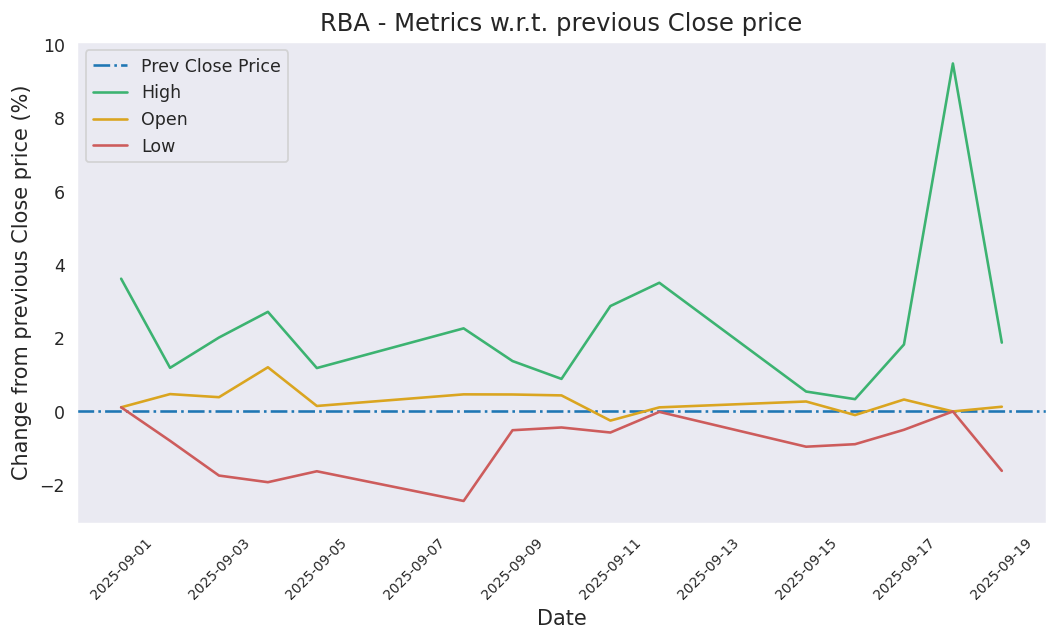 RBA - Metrics w.r.t. previous Close price
Change from previous Close price (%)
10
8
6
4
2
0
−2
Prev Close Price
High
Open
Low
2025-09-01
2025-09-03
2025-09-05
2025-09-07
2025-09-09
2025-09-11
2025-09-13
2025-09-15
2025-09-17
2025-09-19
Date